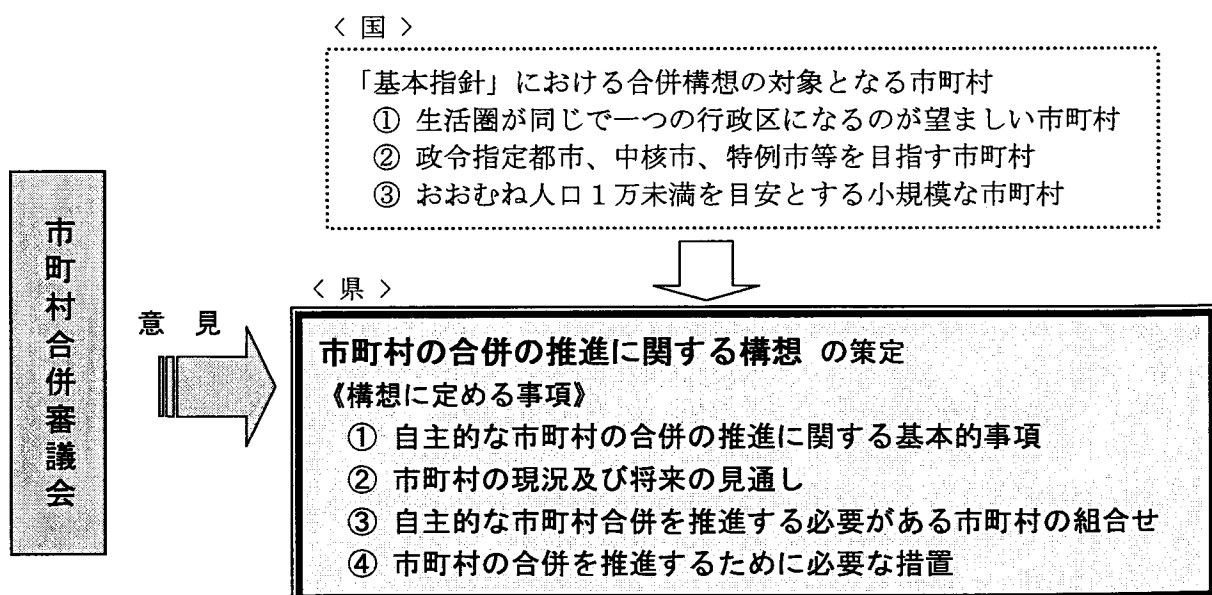 〈 国 〉
「基本指針」における合併構想の対象となる市町村
① 生活圏が同じで一つの行政区になるのが望ましい市町村
② 政令指定都市、中核市、特例市等を目指す市町村
③ おおむね人口１万未満を目安とする小規模な市町村
市町村合併審議会
意 見
〈 県 〉
市町村の合併の推進に関する構想 の策定
《構想に定める事項》
① 自主的な市町村の合併の推進に関する基本的事項
② 市町村の現況及び将来の見通し
③ 自主的な市町村合併を推進する必要がある市町村の組合せ
④ 市町村の合併を推進するために必要な措置